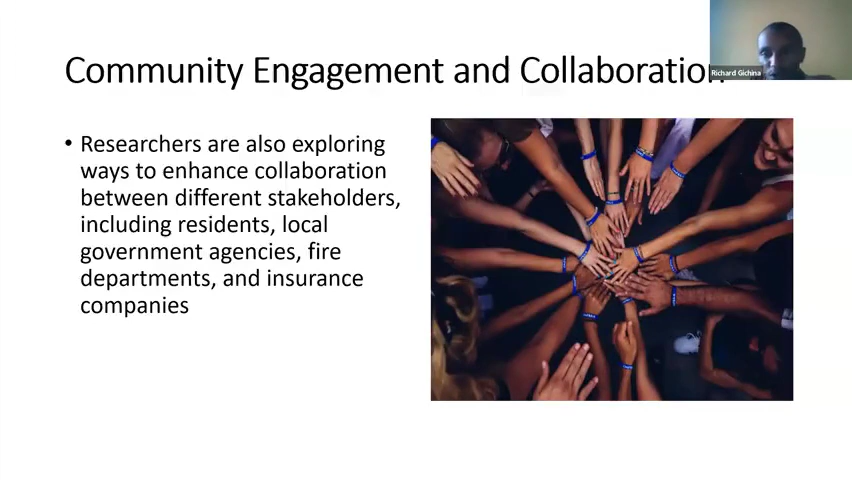 Community Engagement and Collaboration
Richard Gichina
• Researchers are also exploring
ways to enhance collaboration
between different stakeholders,
including residents, local
government agencies, fire
departments, and insurance
companies